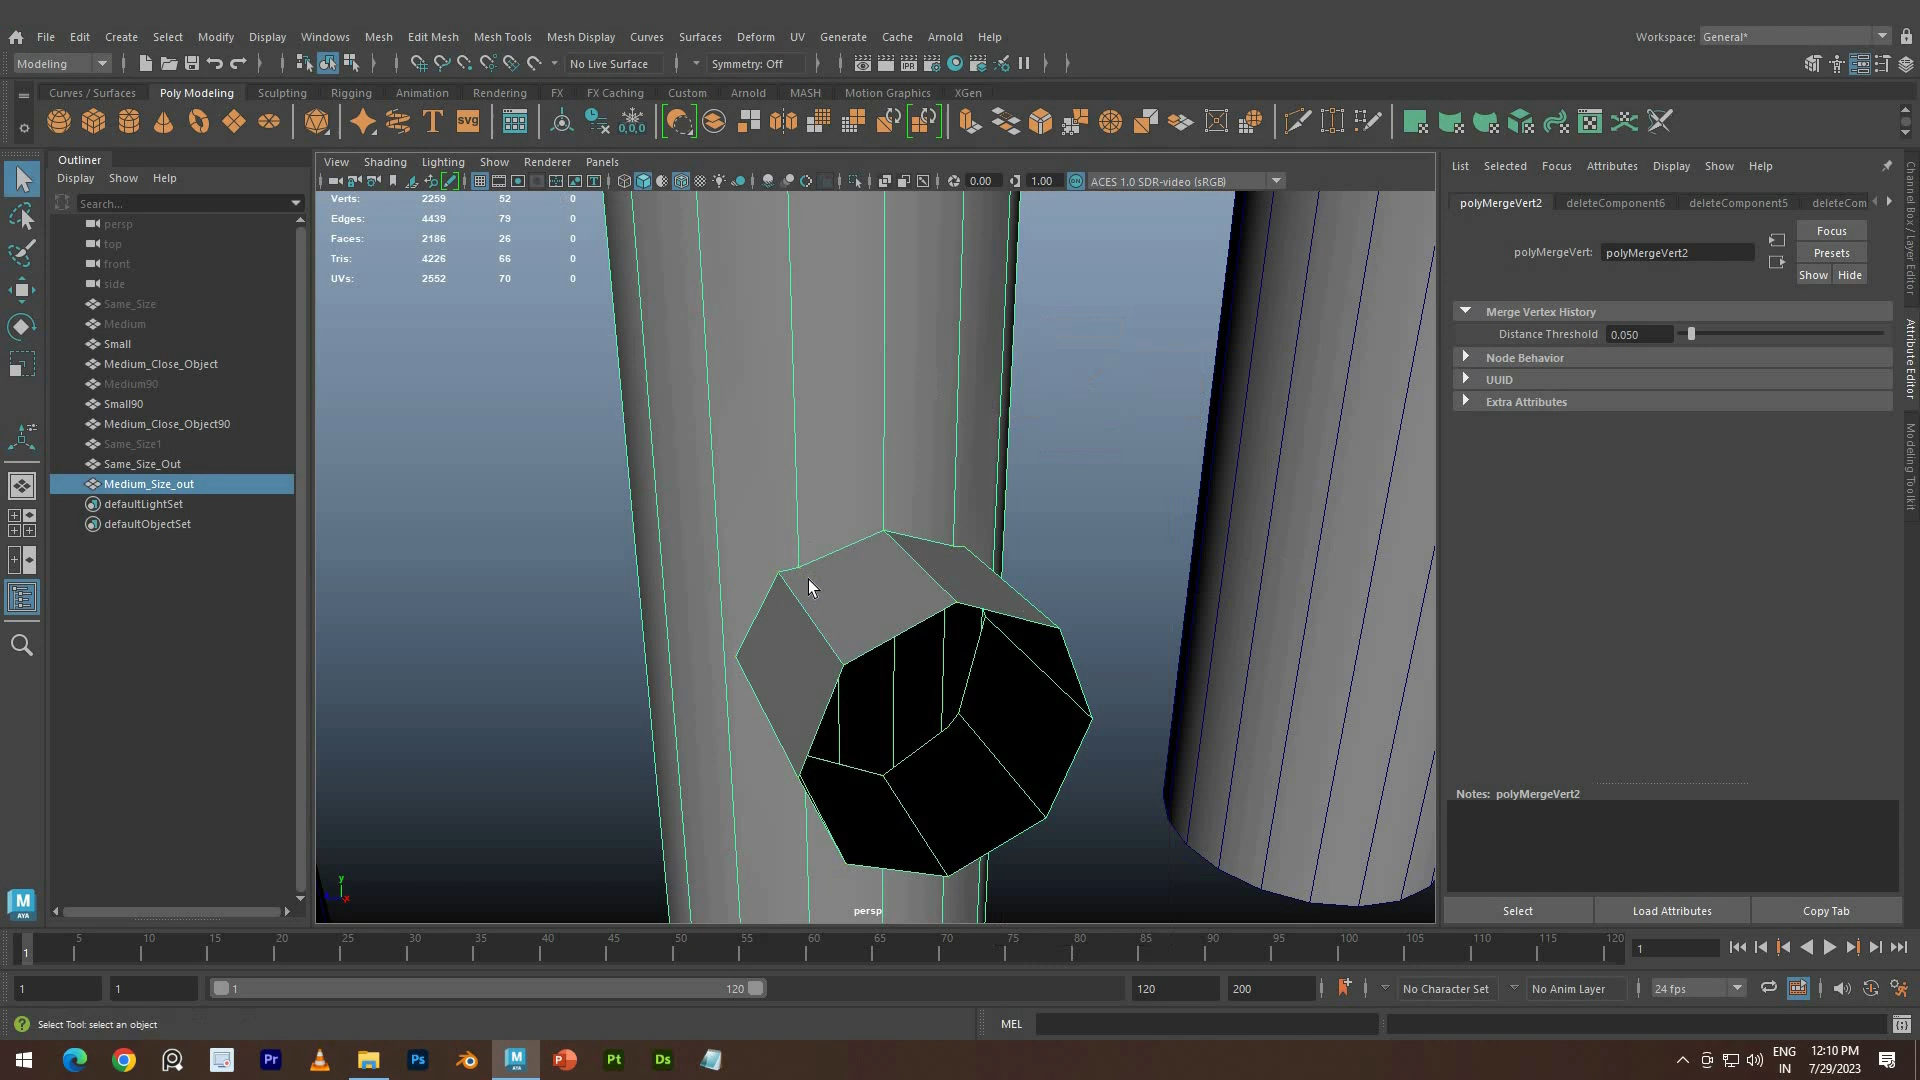 File Edit Create Select Modify Display Windows Mesh Edit Mesh Mesh Tools Mesh Display Curves Surfaces Deform UV Generate Cache Arnold Help
Workspace: General*
Modeling
No Live Surface
Symmetry: Off
Curves / Surfaces Poly Modeling Sculpting Rigging Animation Rendering FX FX Caching Custom Arnold MASH Motion Graphics XGen
Outliner
Display Show Help
Search...
persp
top
front
side
Same_Size
Medium
Small
Medium_Close_Object
Medium90
Small90
Medium_Close_Object90
Same_Size1
Same_Size_Out
Medium_Size_out
defaultLightSet
defaultObjectSet
View Shading Lighting Show Renderer Panels
0.00 1.00 ACES 1.0 SDR-video (sRGB)
Verts: 2259 52 0
Edges: 4439 79 0
Faces: 2186 26 0
Tris: 4226 66 0
UVs: 2552 70 0
persp
List Selected Focus Attributes Display Show Help
polyMergeVert2 deleteComponent6 deleteComponent5 deleteCom
polyMergeVert: polyMergeVert2
Focus
Presets
Show Hide
Merge Vertex History
Distance Threshold 0.050
Node Behavior
UUID
Extra Attributes
Notes: polyMergeVert2
Select Load Attributes Copy Tab
Channel Box / Layer Editor
Attribute Editor
Modeling Toolkit
5 10 15 20 25 30 35 40 45 50 55 60 65 70 75 80 85 90 95 100 105 110 115 120
1
1
1 1 1 120 120 200
No Character Set
No Anim Layer
24 fps
Select Tool: select an object
MEL
ENG
IN
12:10 PM
7/29/2023